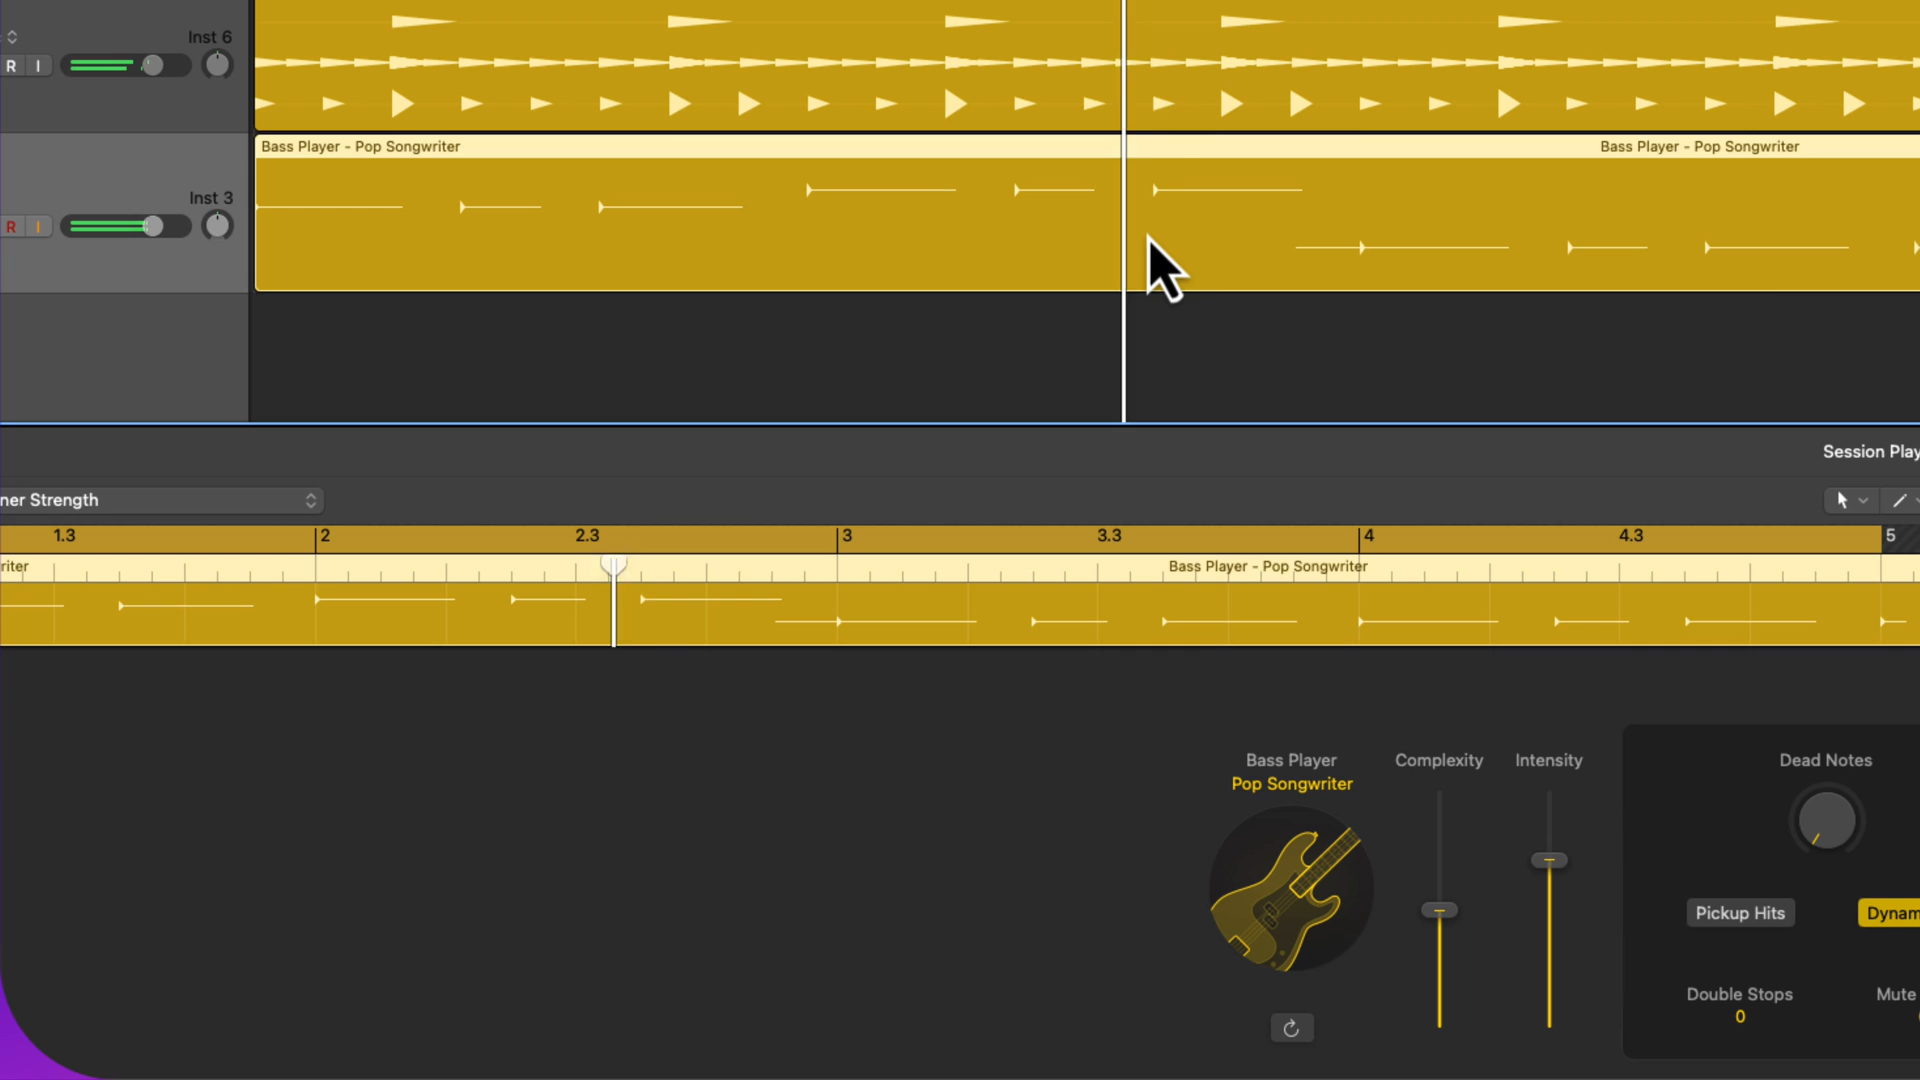 Inst 6
R I
Bass Player - Pop Songwriter
Bass Player - Pop Songwriter
Inst 3
R I
Session Play
ner Strength
1.3 2 2.3 3 3.3 4 4.3 5
riter
Bass Player - Pop Songwriter
Bass Player
Pop Songwriter
Complexity
Intensity
Dead Notes
Pickup Hits
Dynam
Double Stops
0
Mute